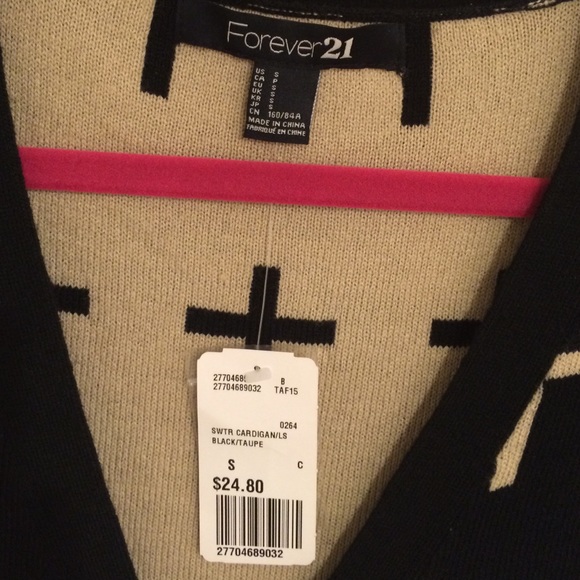 Forever21
US S
CA P
EU S
UK S
KR S
JP S
CN 160/84A
MADE IN CHINA
FABRIQUÉ EN CHINE
2770468 B
27704689032 TAF15
0264
SWTR CARDIGAN/LS
BLACK/TAUPE
S C
$24.80
27704689032